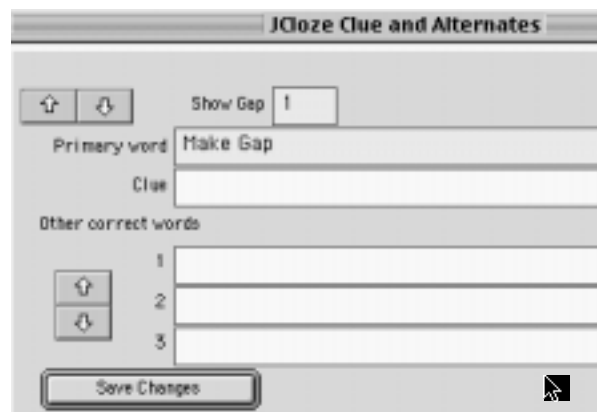 JCloze Clue and Alternates
Show Gap 1
Primary word Make Gap
Clue
Other correct words
1
2
3
Save Changes